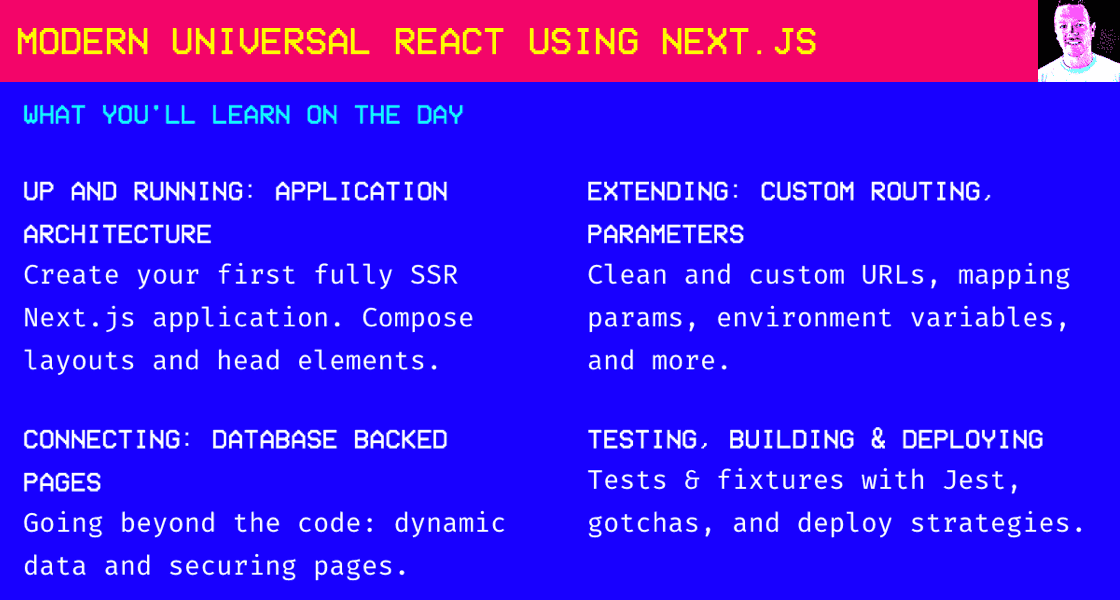 MODERN UNIVERSAL REACT USING NEXT.JS
WHAT YOU'LL LEARN ON THE DAY
UP AND RUNNING: APPLICATION
ARCHITECTURE
Create your first fully SSR
Next.js application. Compose
layouts and head elements.
EXTENDING: CUSTOM ROUTING,
PARAMETERS
Clean and custom URLs, mapping
params, environment variables,
and more.
CONNECTING: DATABASE BACKED
PAGES
Going beyond the code: dynamic
data and securing pages.
TESTING, BUILDING & DEPLOYING
Tests & fixtures with Jest,
gotchas, and deploy strategies.